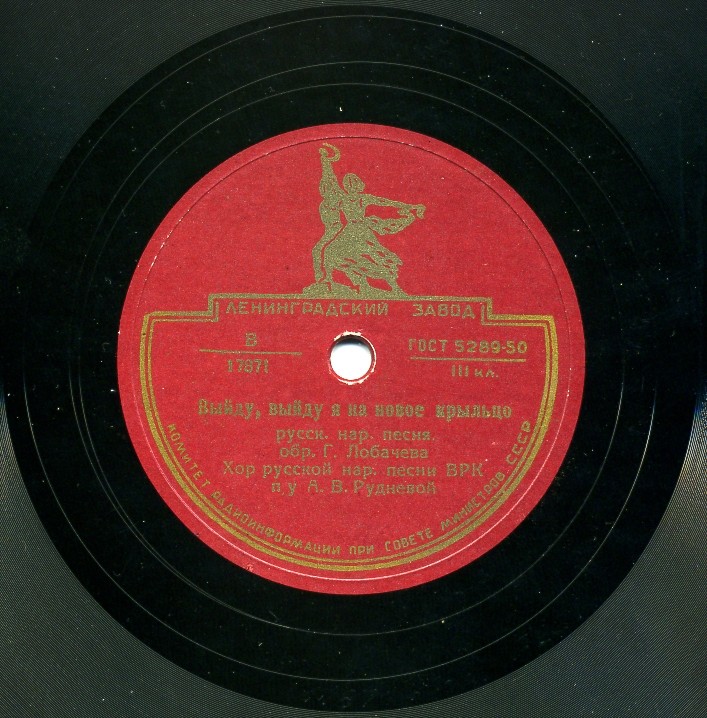 ЛЕНИНГРАДСКИЙ ЗАВОД
В
17871
ГОСТ 5289-50
III кл.
Выйду, выйду я на новое крыльцо
русск. нар. песня.
обр. Г. Лобачева
Хор русской нар. песни ВРК
п/у А. В. Рудневой
КОМИТЕТ РАДИОИНФОРМАЦИИ ПРИ СОВЕТЕ МИНИСТРОВ СССР